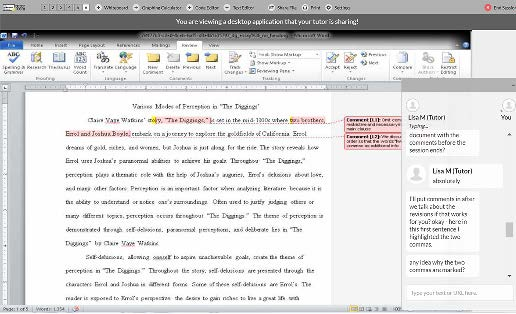 Whiteboard
Graphing Calculator
Code Editor
Text Editor
Share File
Print
Settings
End Session
You are viewing a desktop application that your tutor is sharing!
File Home Insert Page Layout References Mailings Review View
Spelling & Grammar
Research
Thesaurus
Word Count
Translate
Language
New Comment
Delete
Previous
Next
Track Changes
Show Markup
Reviewing Pane
Accept
Reject
Previous
Next
Compare
Block Authors
Restrict Editing
Comments
Tracking
Changes
Various Modes of Perception in "The Diggings"
Claire Vaye Watkins' story, "The Diggings," is set in the mid-1800s where two brothers,
Errol and Joshua Boyle, embark on a journey to explore the goldfields of California. Errol
dreams of gold, riches, and women, but Joshua is just along for the ride. The story reveals how
Errol uses Joshua's paranormal abilities to achieve his goals. Throughout "The Diggings,"
perception plays a thematic role with the help of Joshua's auguries, Errol's delusions about love,
and many other factors. Perception is an important factor when analyzing literature because it is
the ability to understand or notice one's surroundings. Often used to justify judging others or
many different topics, perception occurs throughout "The Diggings." The theme of perception is
demonstrated through self-delusions, paranormal perceptions, and deliberate lies in "The
Diggings" by Claire Vaye Watkins.
Self-delusions, allowing oneself to aspire unachievable goals, create the theme of
perception in "The Diggings." Throughout the story, self-delusions are presented through the
characters Errol and Joshua in different forms. Some of these self-delusions are Errol's. The
reader is exposed to Errol's perspective: the desire to gain riches to live a great life with
Comment [L1]:
Comment [L2]:
main clause
Page: 1 of 5 Words: 1,354
Lisa M (Tutor)
Typing...
You
document with the
comments before the
session ends?
Lisa M (Tutor)
absolutely
I'll put comments in after
we talk about the
revisions if that works
for you? okay - here in
this first sentence I
highlighted the two
commas.
any idea why the two
commas are marked?
Type your text or URL here.